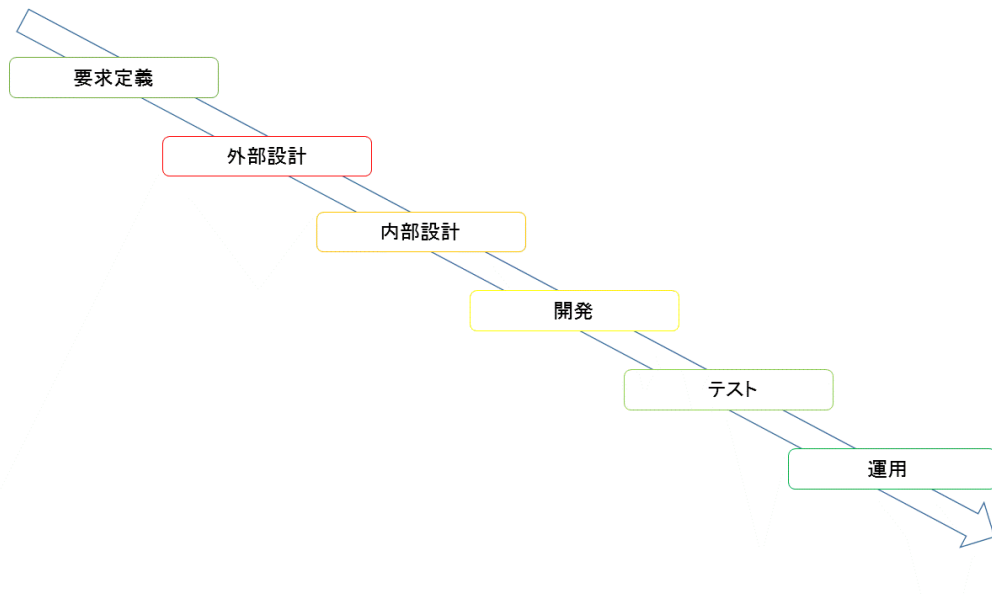 要求定義
外部設計
内部設計
開発
テスト
運用